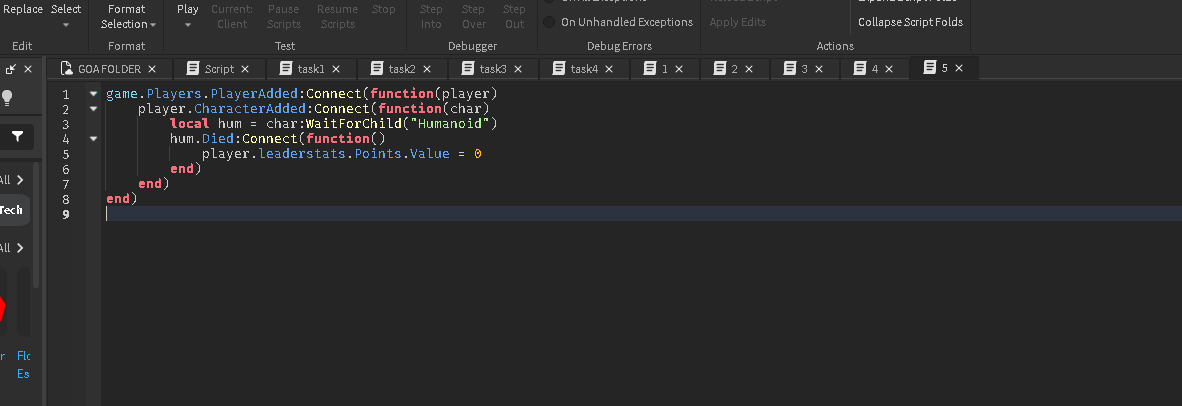 Replace Select Format Selection Play Current: Client Pause Scripts Resume Scripts Stop Step Into Step Over Step Out On Unhandled Exceptions Apply Edits Collapse Script Folds
Edit Format Test Debugger Debug Errors Actions
GOAFOLDER Script task1 task2 task3 task4 1 2 3 4 5
1 game.Players.PlayerAdded:Connect(function(player)
2 player.CharacterAdded:Connect(function(char)
3 local hum = char:WaitForChild("Humanoid")
4 hum.Died:Connect(function()
5 player.leaderstats.Points.Value = 0
6 end)
7 end)
8 end)
9
All
Tech
All
r Flo
Es